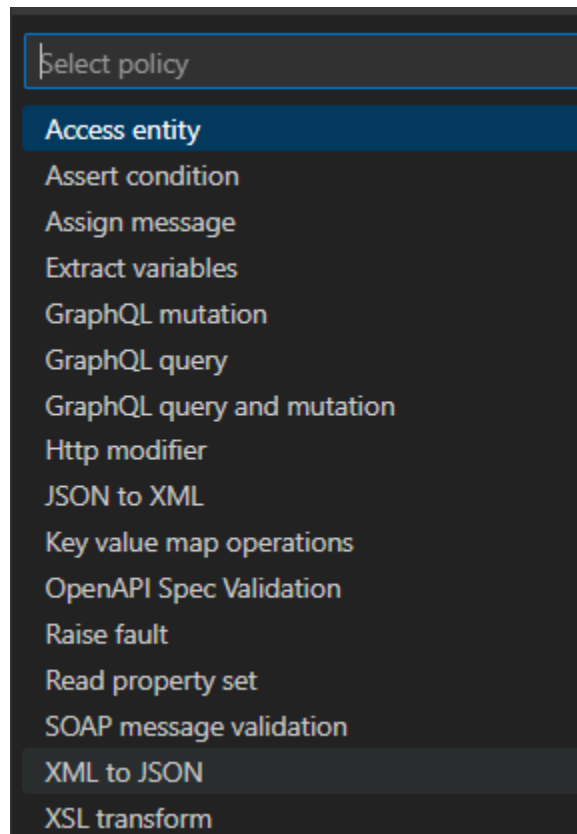 Select policy
Access entity
Assert condition
Assign message
Extract variables
GraphQL mutation
GraphQL query
GraphQL query and mutation
Http modifier
JSON to XML
Key value map operations
OpenAPI Spec Validation
Raise fault
Read property set
SOAP message validation
XML to JSON
XSL transform